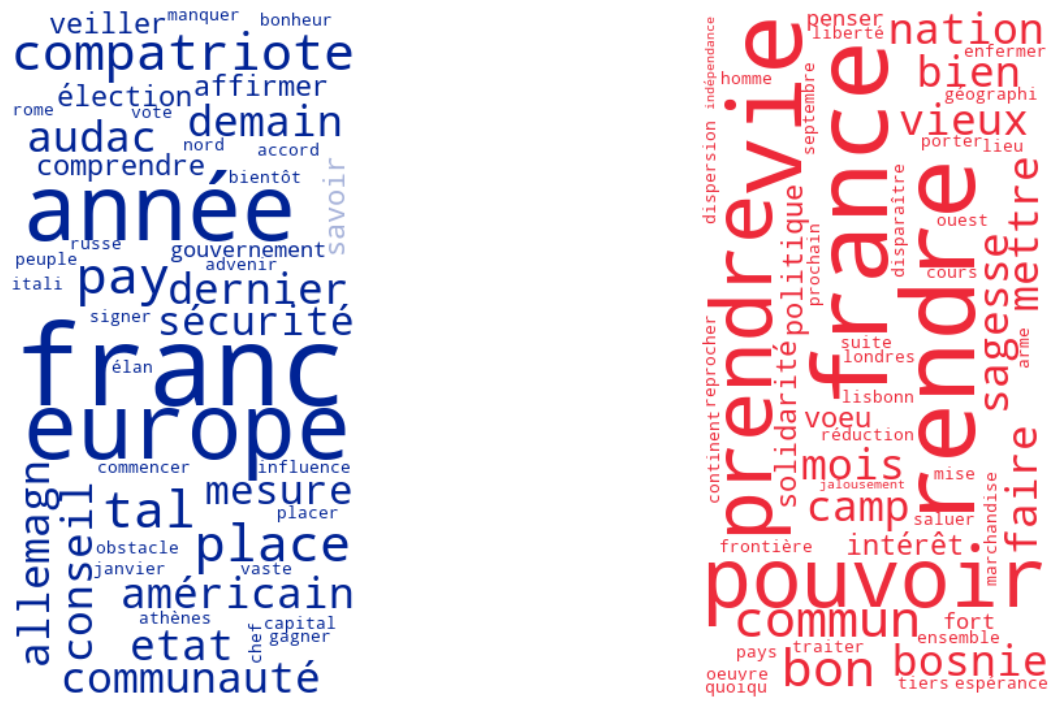 veiller manquer bonheur
compatriote
élection affirmer
rome vote demain
audac nord accord
comprendre bientôt savoir
année
russe gouvernement
peuple advenir
itali pay dernier
signer sécurité
franc
élan
europe
commencer influence
allemagn conseil tal mesure
placer
obstacle place
janvier vaste
américain
athènes capital
etat chef gagner
communauté
indépendance penser nation
liberté enfermer
homme vie septembre france bien
géographi
dispersion vieux
porter lieu
prendre politique disparaître rendre mettre
ouest
prochain cours sagesse
continent reprocher solidarité suite arme
londres
lisbonn
voeu
réduction
mois mise faire
jalousement
camp saluer marchandise
frontière intérêt
pouvoir
commun fort
ensemble
pays traiter bosnie
oeuvre bon
quoiqu tiers espérance